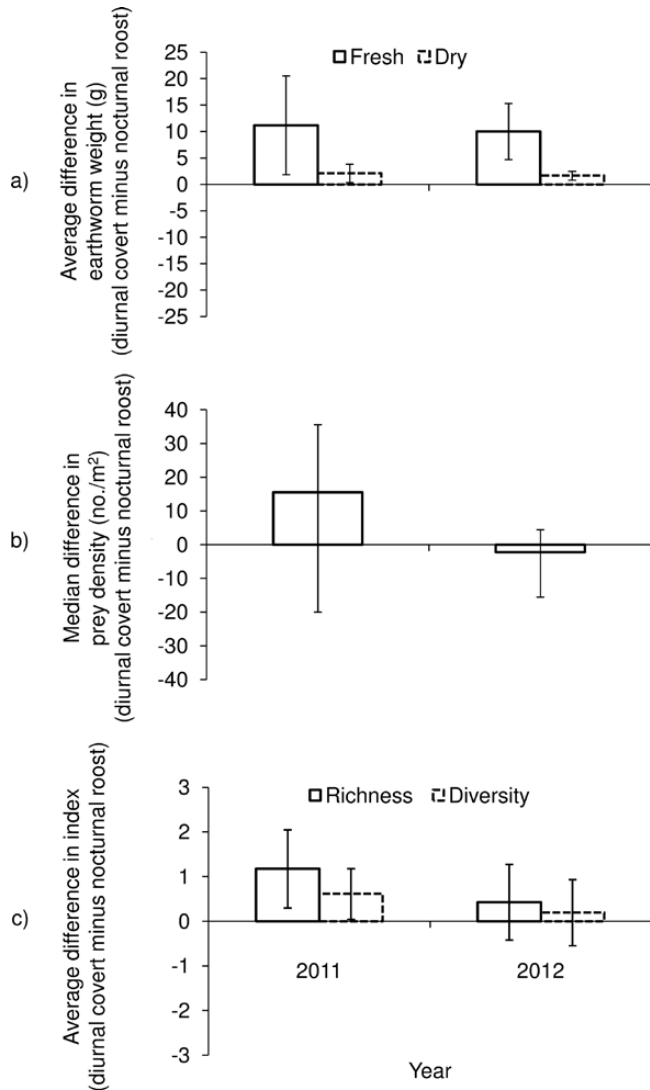 a)
Average difference in
earthworm weight (g)
(diurnal covert minus nocturnal roost)
25
20
15
10
5
0
-5
-10
-15
-20
-25
Fresh Dry
b)
Median difference in
prey density (no./m²)
(diurnal covert minus nocturnal roost)
40
30
20
10
0
-10
-20
-30
-40
c)
Average difference in index
(diurnal covert minus nocturnal roost)
3
2
1
0
-1
-2
-3
Richness Diversity
2011 2012
Year